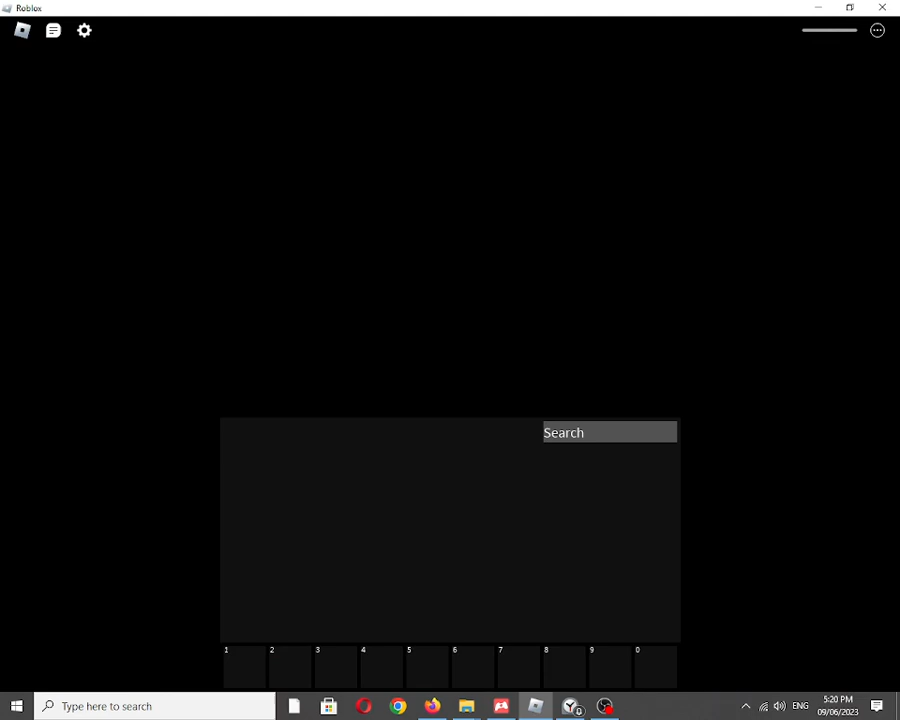 Roblox
Search
1 2 3 4 5 6 7 8 9 0
Type here to search
ENG
5:20 PM
09/06/2023